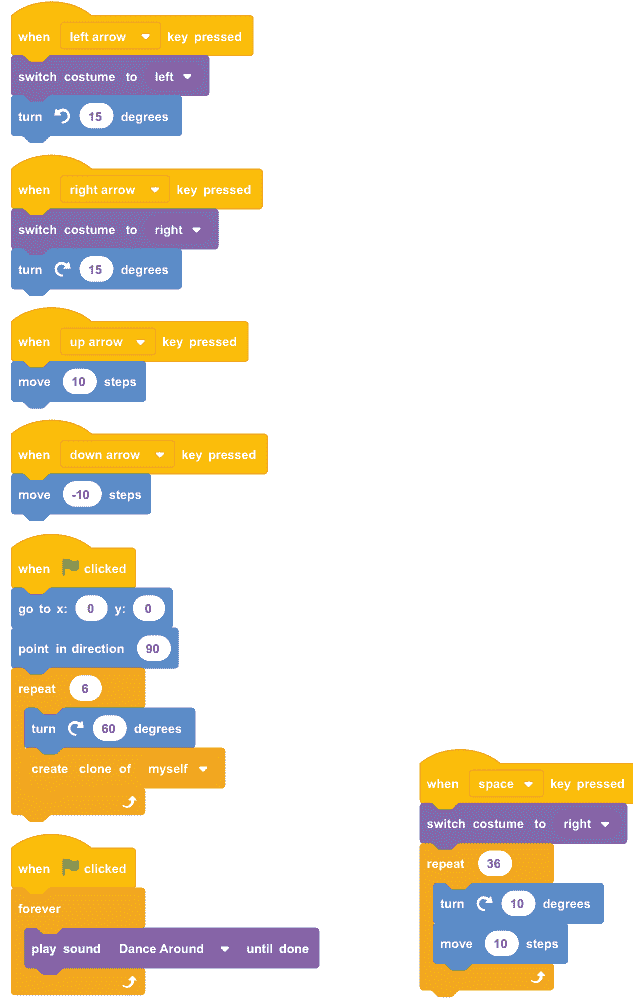 when left arrow key pressed
switch costume to left
turn 15 degrees
when right arrow key pressed
switch costume to right
turn 15 degrees
when up arrow key pressed
move 10 steps
when down arrow key pressed
move -10 steps
when clicked
go to x: 0 y: 0
point in direction 90
repeat 6
turn 60 degrees
create clone of myself
when clicked
forever
play sound Dance Around until done
when space key pressed
switch costume to right
repeat 36
turn 10 degrees
move 10 steps